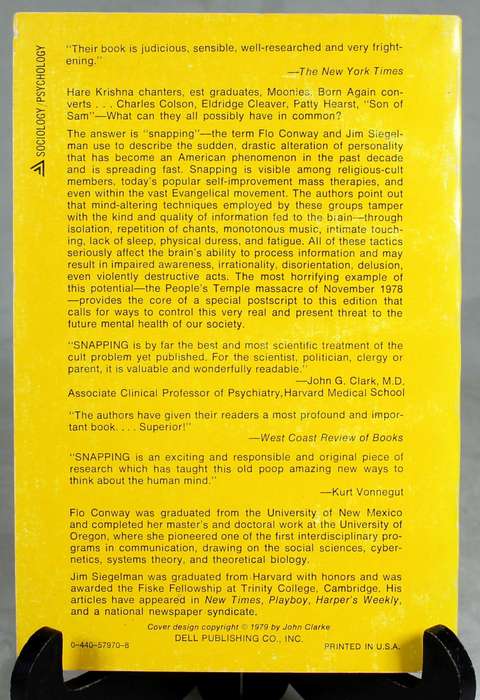 SOCIOLOGY/PSYCHOLOGY
"Their book is judicious, sensible, well-researched and very fright-
ening."
—The New York Times
Hare Krishna chanters, est graduates, Moonies, Born Again con-
verts . . . Charles Colson, Eldridge Cleaver, Patty Hearst, "Son of
Sam"—What can they all possibly have in common?
The answer is "snapping"—the term Flo Conway and Jim Siegel-
man use to describe the sudden, drastic alteration of personality
that has become an American phenomenon in the past decade
and is spreading fast. Snapping is visible among religious-cult
members, today's popular self-improvement mass therapies, and
even within the vast Evangelical movement. The authors point out
that mind-altering techniques employed by these groups tamper
with the kind and quality of information fed to the brain—through
isolation, repetition of chants, monotonous music, intimate touch-
ing, lack of sleep, physical duress, and fatigue. All of these tactics
seriously affect the brain's ability to process information and may
result in impaired awareness, irrationality, disorientation, delusion,
even violently destructive acts. The most horrifying example of
this potential—the People's Temple massacre of November 1978
—provides the core of a special postscript to this edition that
calls for ways to control this very real and present threat to the
future mental health of our society.
"SNAPPING is by far the best and most scientific treatment of the
cult problem yet published. For the scientist, politician, clergy or
parent, it is valuable and wonderfully readable."
—John G. Clark, M.D.
Associate Clinical Professor of Psychiatry, Harvard Medical School
"The authors have given their readers a most profound and impor-
tant book. . . . Superior!"
—West Coast Review of Books
"SNAPPING is an exciting and responsible and original piece of
research which has taught this old poop amazing new ways to
think about the human mind."
—Kurt Vonnegut
Flo Conway was graduated from the University of New Mexico
and completed her master's and doctoral work at the University of
Oregon, where she pioneered one of the first interdisciplinary pro-
grams in communication, drawing on the social sciences, cyber-
netics, systems theory, and theoretical biology.
Jim Siegelman was graduated from Harvard with honors and was
awarded the Fiske Fellowship at Trinity College, Cambridge. His
articles have appeared in New Times, Playboy, Harper's Weekly,
and a national newspaper syndicate.
Cover design copyright © 1979 by John Clarke
DELL PUBLISHING CO., INC.
0-440-57970-8 PRINTED IN U.S.A.